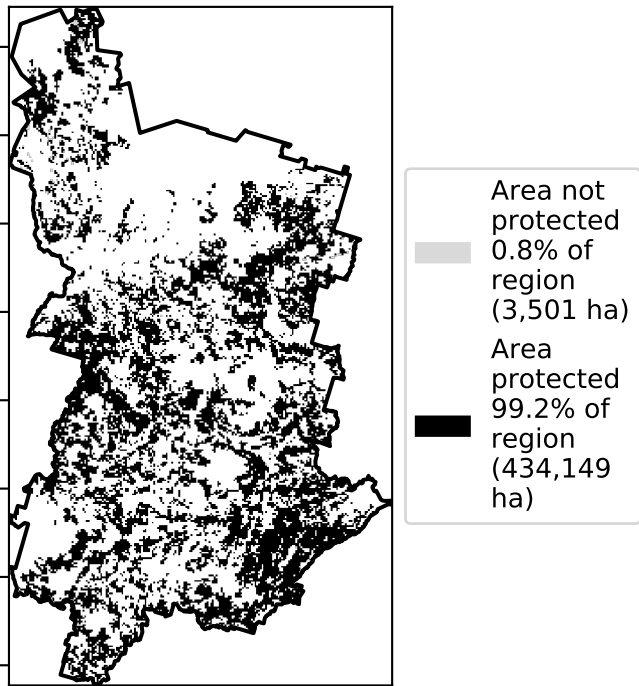 Area not
protected
0.8% of
region
(3,501 ha)
Area
protected
99.2% of
region
(434,149
ha)